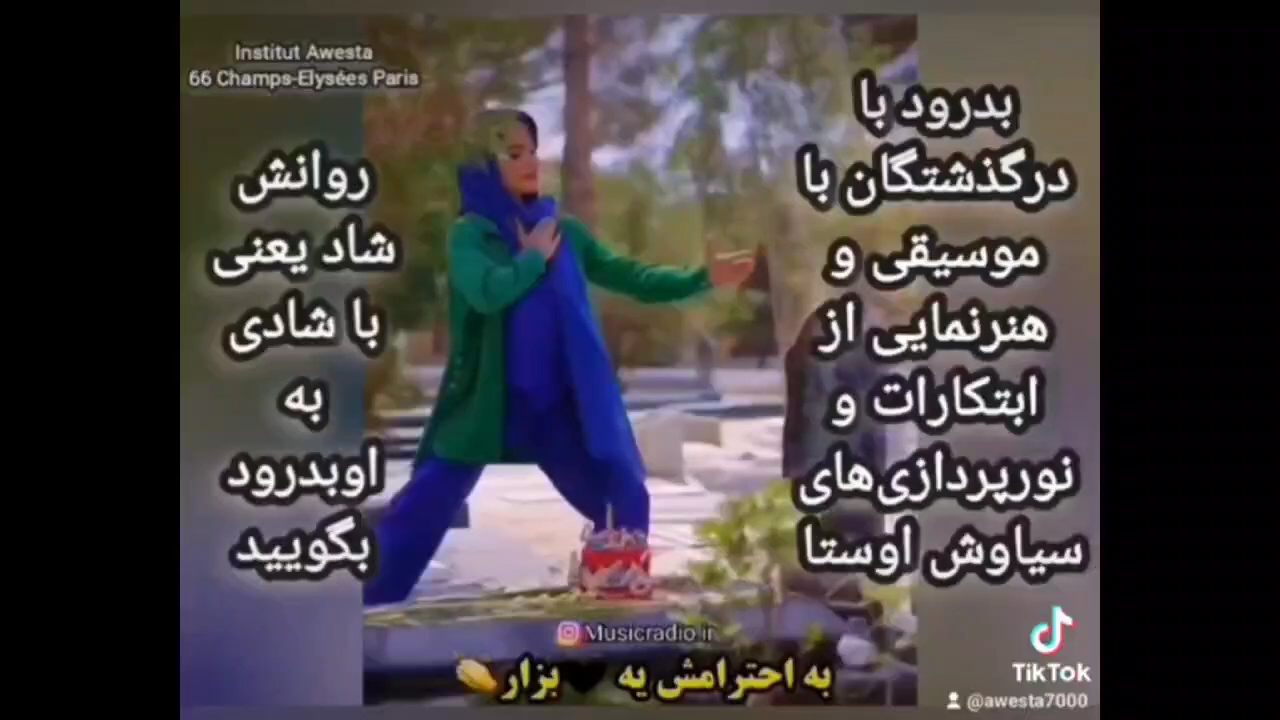 Institut Awesta
66 Champs-Elysées Paris
بدرود با
درگذشتگان با
موسیقی و
هنرنمایی از
ابتکارات و
نورپردازی‌های
سیاوش اوستا
روانش
شاد یعنی
با شادی
به
اوبدرود
بگویید
Musicradio.ir
به احترامش یه 🖤 بزار
TikTok
@awesta7000